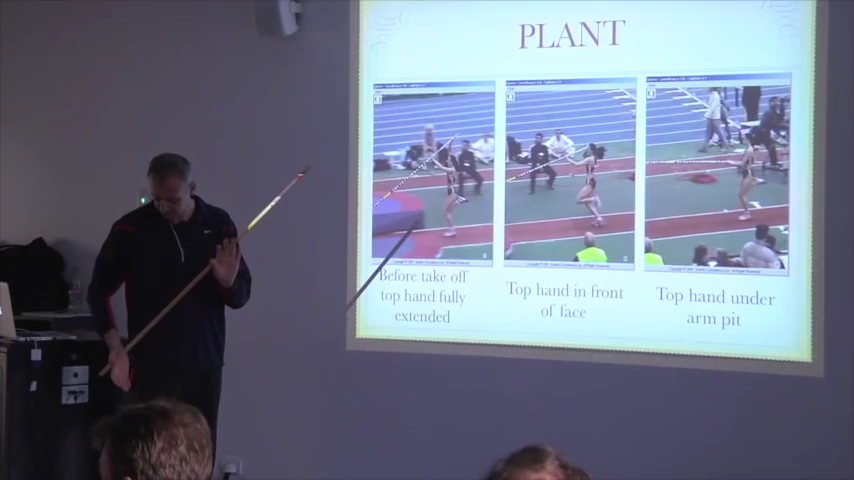 PLANT
Before take off
top hand fully
extended
Top hand in front
of face
Top hand under
arm pit